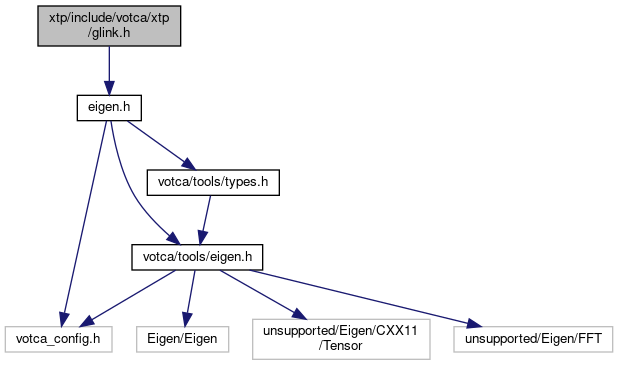 xtp/include/votca/xtp
/glink.h
eigen.h
votca/tools/types.h
votca/tools/eigen.h
votca_config.h
Eigen/Eigen
unsupported/Eigen/CXX11
/Tensor
unsupported/Eigen/FFT